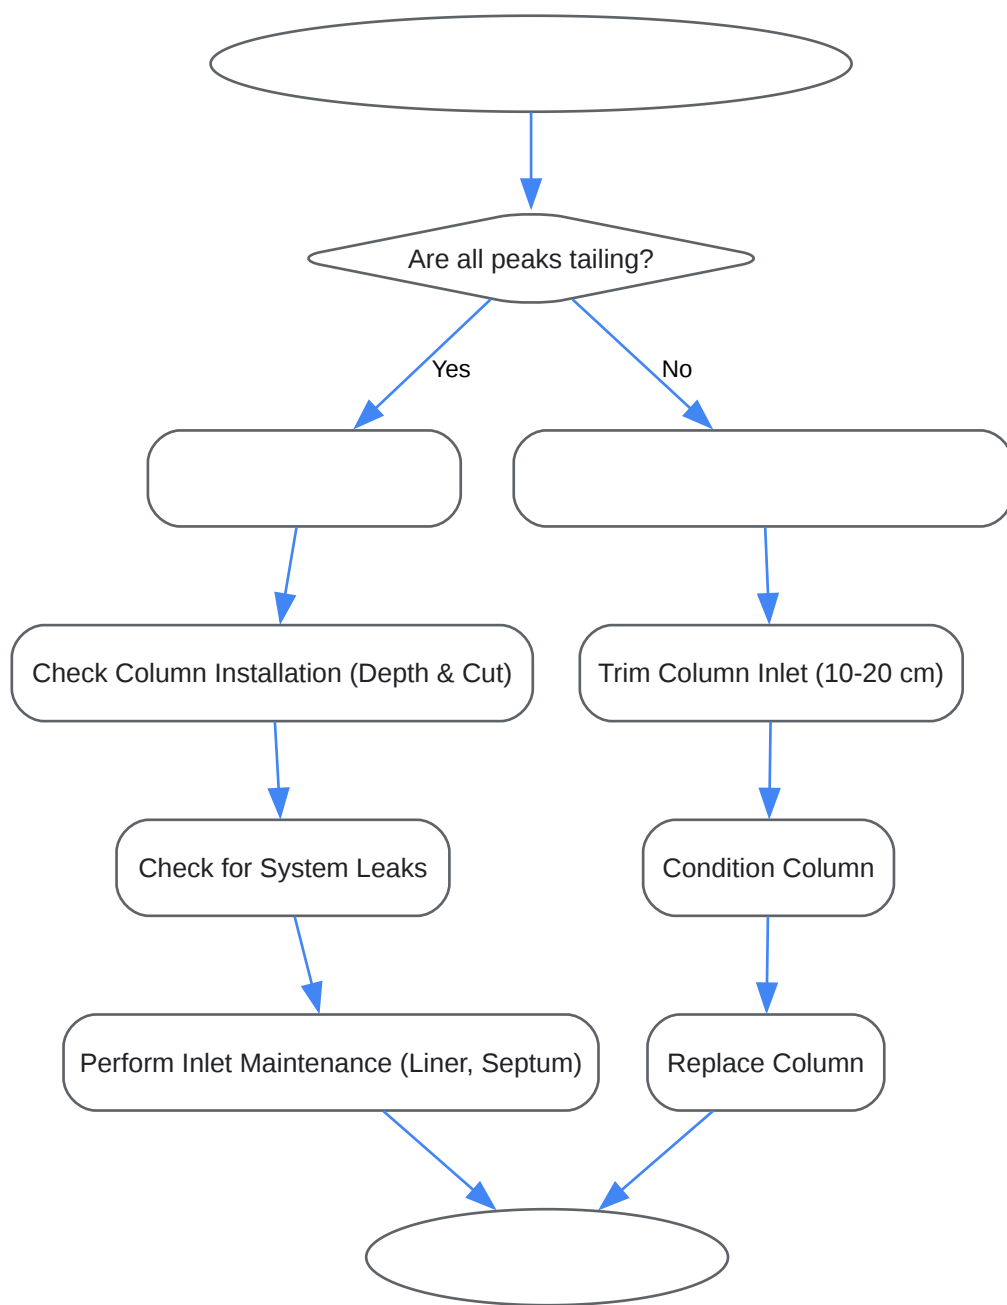 Are all peaks tailing?
Yes
No
Check Column Installation (Depth & Cut)
Trim Column Inlet (10-20 cm)
Check for System Leaks
Condition Column
Perform Inlet Maintenance (Liner, Septum)
Replace Column